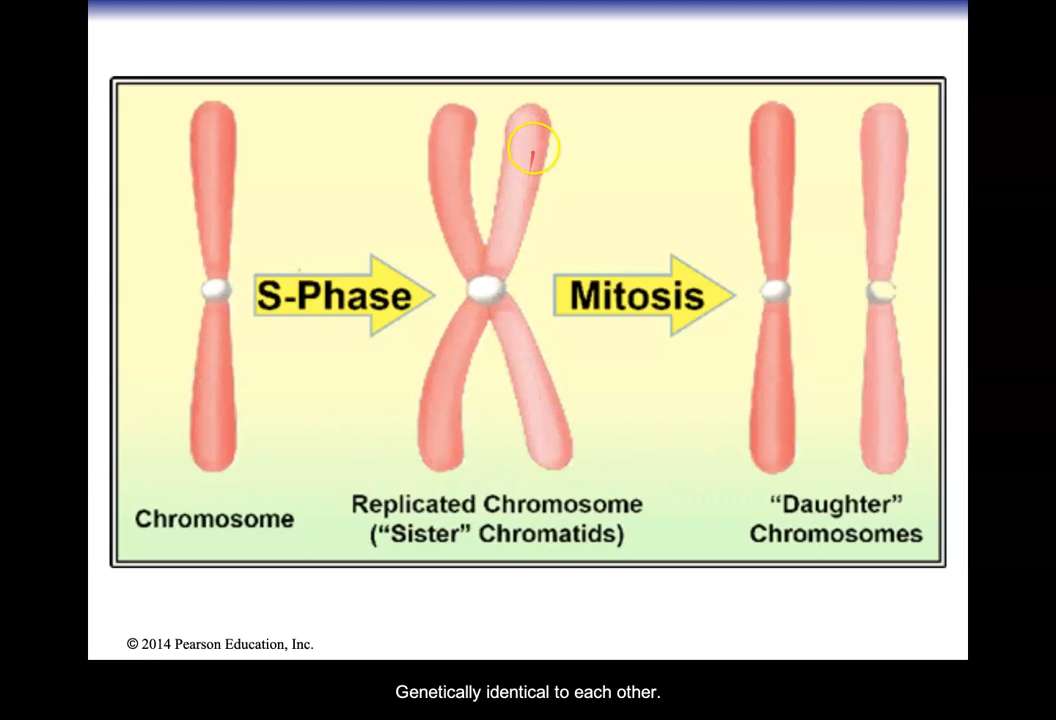 S-Phase
Mitosis
Chromosome
Replicated Chromosome
(“Sister” Chromatids)
“Daughter”
Chromosomes
© 2014 Pearson Education, Inc.
Genetically identical to each other.